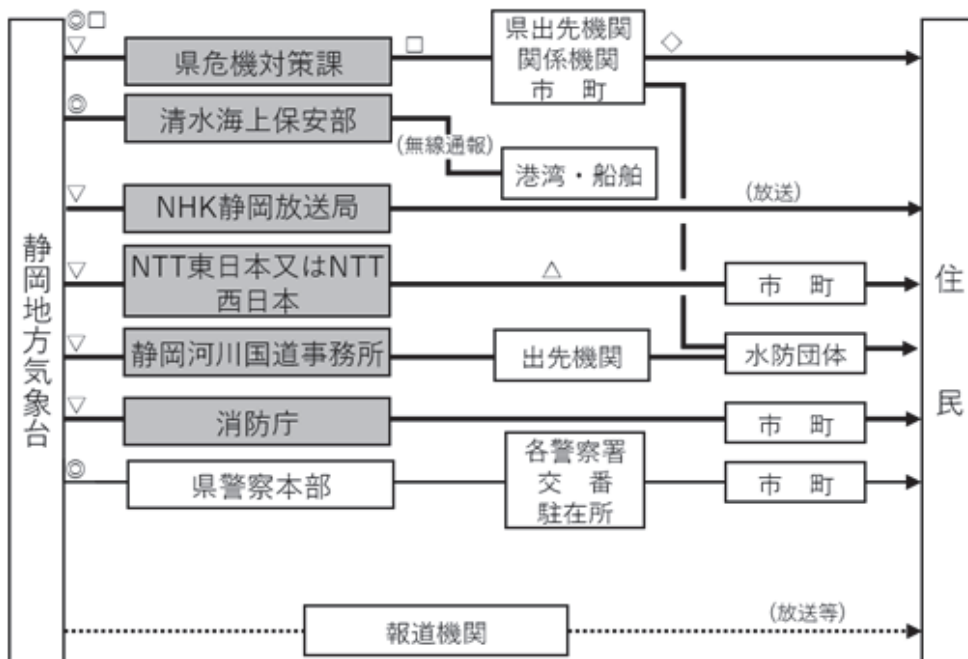 静岡地方気象台
◎□
▽
県危機対策課
□
県出先機関
関係機関
市　町
◇
◎
清水海上保安部
(無線通報)
港湾・船舶
▽
NHK静岡放送局
(放送)
▽
NTT東日本又はNTT
西日本
△
市　町
▽
静岡河川国道事務所
出先機関
水防団体
▽
消防庁
市　町
◎
県警察本部
各警察署
交　番
駐在所
市　町
報道機関
(放送等)
住民